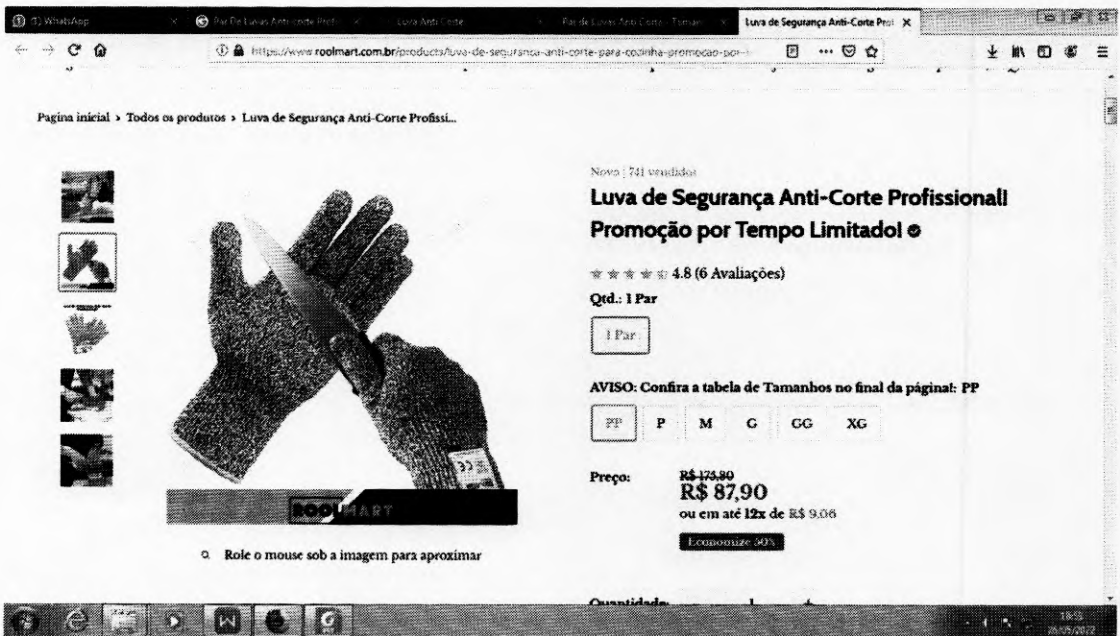 (1) WhatsApp
Luva Anti Corte
Luva de Segurança Anti-Corte Prof
https://www.roolmart.com.br/products/luva-de-seguranca-anti-corte-para-cozinha-promocao-por-
Pagina inicial > Todos os produtos > Luva de Segurança Anti-Corte Profissi...
Novo | 741 vendidos
Luva de Segurança Anti-Corte Profissional!
Promoção por Tempo Limitado!
4.8 (6 Avaliações)
Qtd.: 1 Par
1 Par
AVISO: Confira a tabela de Tamanhos no final da página!: PP
PP P M G GG XG
Preço: R$ 175,80
R$ 87,90
ou em até 12x de R$ 9,06
Economize 50%
ROOLMART
Role o mouse sob a imagem para aproximar
Quantidade: